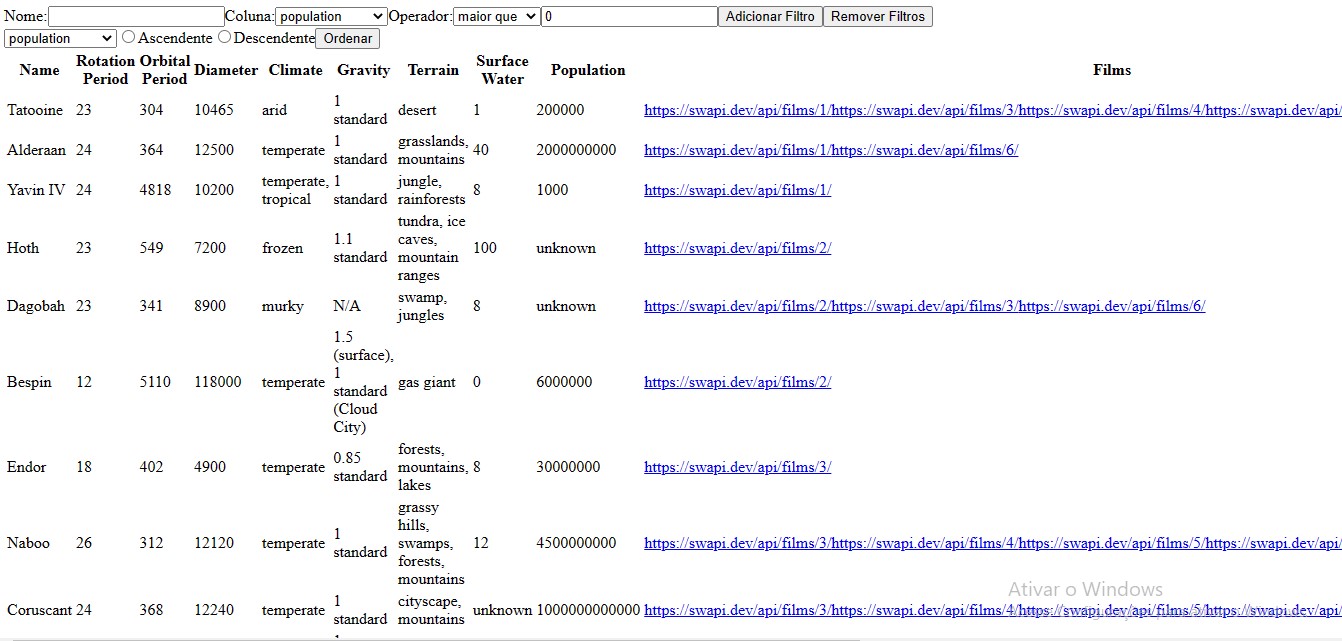 Nome: Coluna: population Operador: maior que 0 Adicionar Filtro Remover Filtros
population Ascendente Descendente Ordenar
Name Rotation Period Orbital Period Diameter Climate Gravity Terrain Surface Water Population Films
Tatooine 23 304 10465 arid 1 standard desert 1 200000 https://swapi.dev/api/films/1/https://swapi.dev/api/films/3/https://swapi.dev/api/films/4/https://swapi.dev/api/
Alderaan 24 364 12500 temperate 1 standard grasslands, mountains 40 2000000000 https://swapi.dev/api/films/1/https://swapi.dev/api/films/6/
Yavin IV 24 4818 10200 temperate, tropical 1 standard jungle, rainforests 8 1000 https://swapi.dev/api/films/1/
Hoth 23 549 7200 frozen 1.1 standard tundra, ice caves, mountain ranges 100 unknown https://swapi.dev/api/films/2/
Dagobah 23 341 8900 murky N/A swamp, jungles 8 unknown https://swapi.dev/api/films/2/https://swapi.dev/api/films/3/https://swapi.dev/api/films/6/
Bespin 12 5110 118000 temperate 1.5 (surface), 1 standard (Cloud City) gas giant 0 6000000 https://swapi.dev/api/films/2/
Endor 18 402 4900 temperate 0.85 standard forests, mountains, lakes 8 30000000 https://swapi.dev/api/films/3/
Naboo 26 312 12120 temperate 1 standard grassy hills, swamps, forests, mountains 12 4500000000 https://swapi.dev/api/films/3/https://swapi.dev/api/films/4/https://swapi.dev/api/films/5/https://swapi.dev/api/
Coruscant 24 368 12240 temperate 1 standard cityscape, mountains unknown 1000000000000 https://swapi.dev/api/films/3/https://swapi.dev/api/films/4/https://swapi.dev/api/films/5/https://swapi.dev/api/
Ativar o Windows